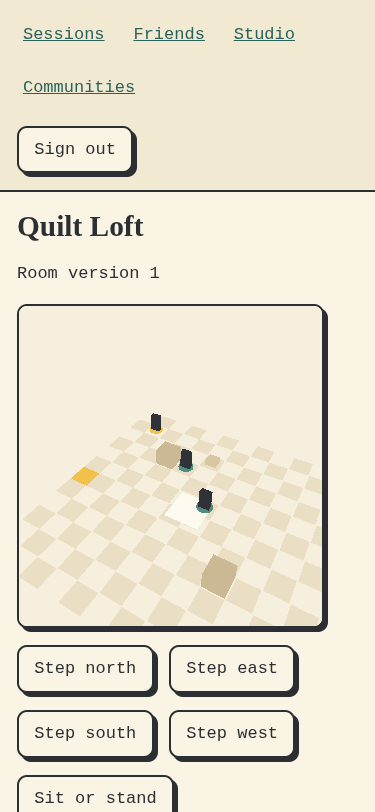 Sessions Friends Studio
Communities
Sign out
Quilt Loft
Room version 1
Step north Step east
Step south Step west
Sit or stand